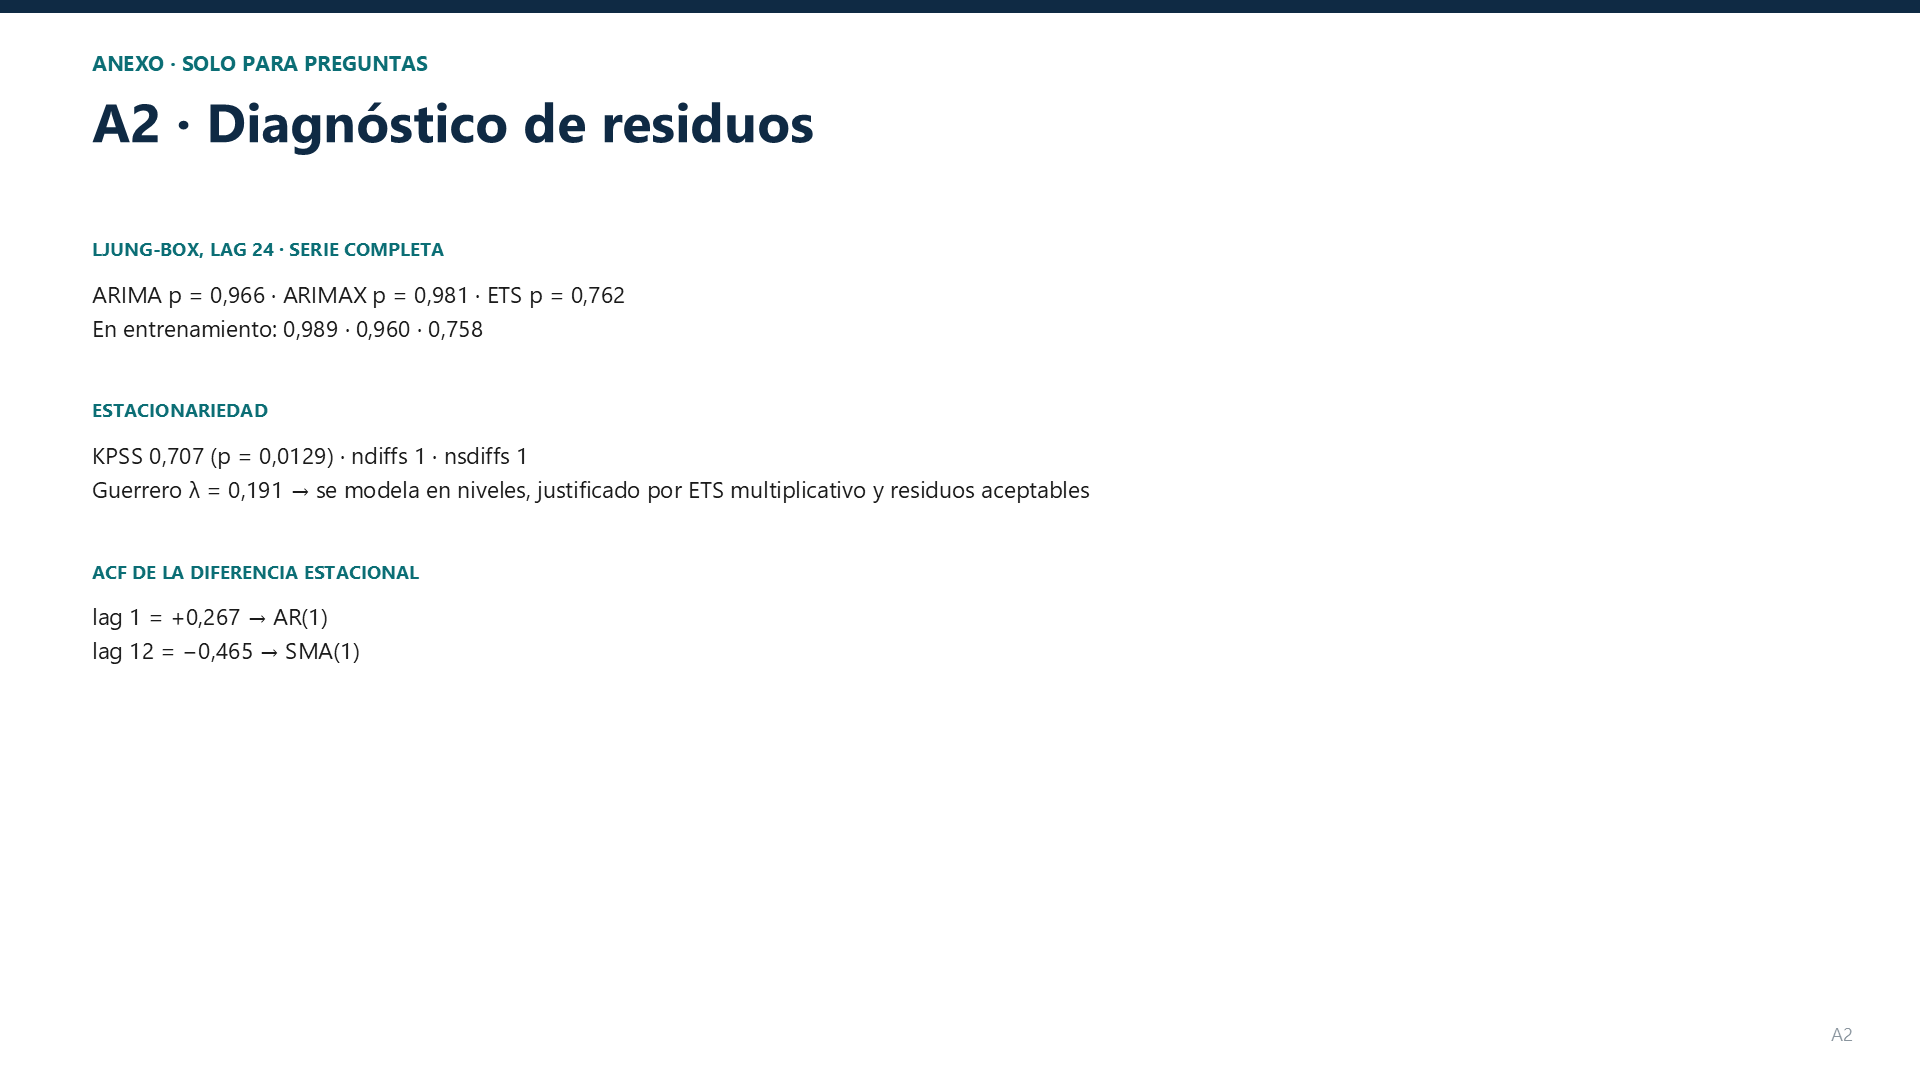 ANEXO · SOLO PARA PREGUNTAS
A2 · Diagnóstico de residuos
LJUNG-BOX, LAG 24 · SERIE COMPLETA
ARIMA p = 0,966 · ARIMAX p = 0,981 · ETS p = 0,762
En entrenamiento: 0,989 · 0,960 · 0,758
ESTACIONARIEDAD
KPSS 0,707 (p = 0,0129) · ndiffs 1 · nsdiffs 1
Guerrero λ = 0,191 → se modela en niveles, justificado por ETS multiplicativo y residuos aceptables
ACF DE LA DIFERENCIA ESTACIONAL
lag 1 = +0,267 → AR(1)
lag 12 = −0,465 → SMA(1)
A2